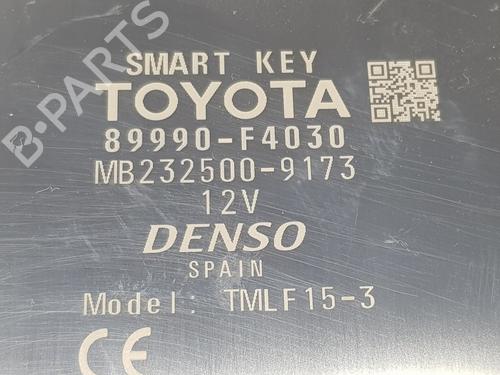 SMART KEY
TOYOTA
89990-F4030
MB232500-9173
12V
DENSO
SPAIN
Model: TMLF15-3
CE
B-PARTS